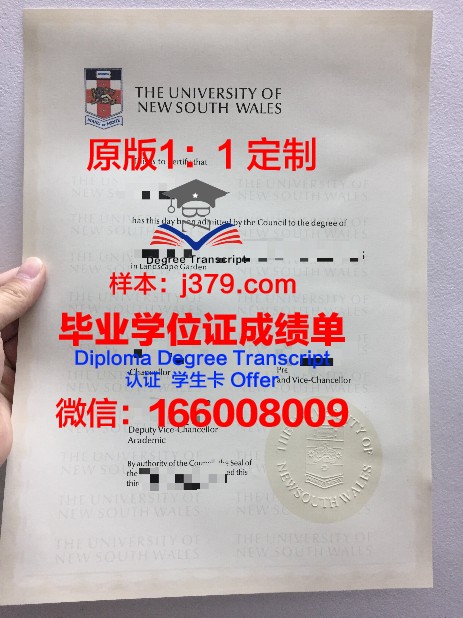 THE UNIVERSITY OF
NEW SOUTH WALES
原版1：1 定制
to certify that
has this day been admitted by the Council to the degree of
Degree Transcript
in Landscape
样本：j379.com
毕业学位证成绩单
Diploma Degree Transcript
Chancellor
and Vice-Chancellor
认证 学生卡 Offer
微信：166008009
Deputy Vice-Chancellor
Academic
By authority of the Council, the Seal of
the
this
THE UNIVERSITY OF
NEW SOUTH WALES